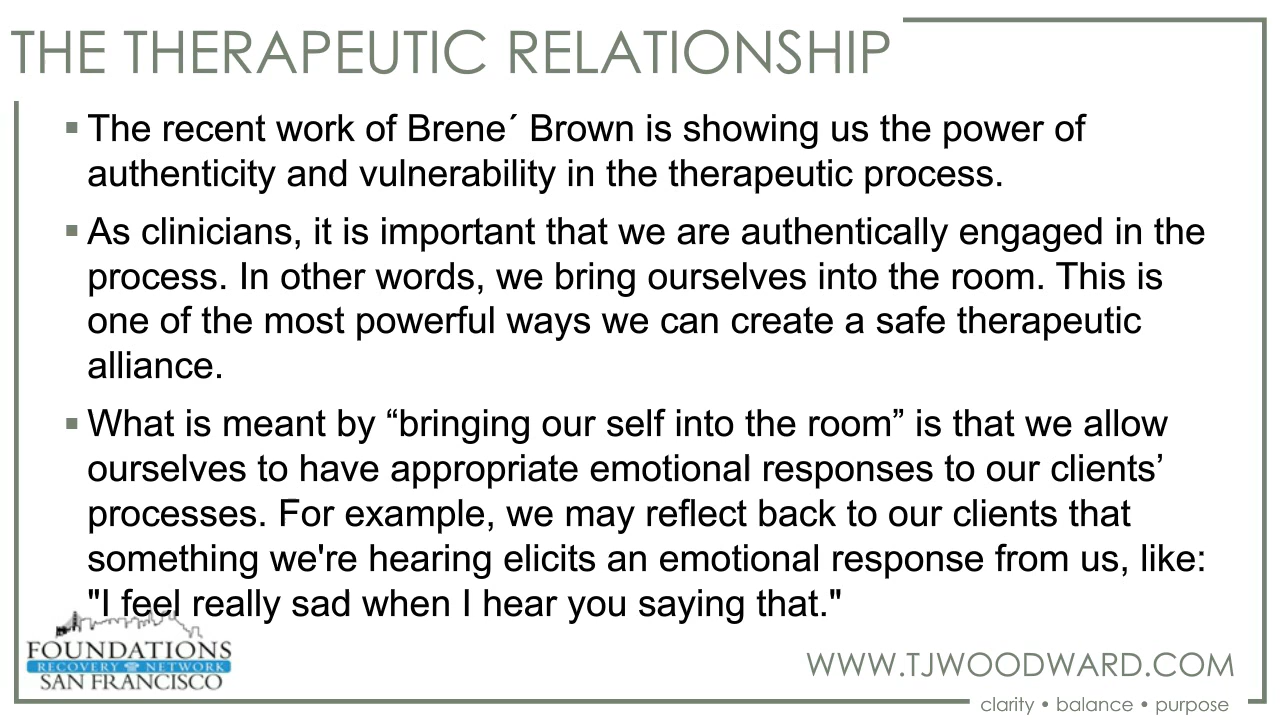 THE THERAPEUTIC RELATIONSHIP
▪ The recent work of Brene´ Brown is showing us the power of
authenticity and vulnerability in the therapeutic process.
▪ As clinicians, it is important that we are authentically engaged in the
process. In other words, we bring ourselves into the room. This is
one of the most powerful ways we can create a safe therapeutic
alliance.
▪ What is meant by “bringing our self into the room” is that we allow
ourselves to have appropriate emotional responses to our clients’
processes. For example, we may reflect back to our clients that
something we're hearing elicits an emotional response from us, like:
"I feel really sad when I hear you saying that."
FOUNDATIONS
RECOVERY NETWORK
SAN FRANCISCO
WWW.TJWOODWARD.COM
clarity • balance • purpose